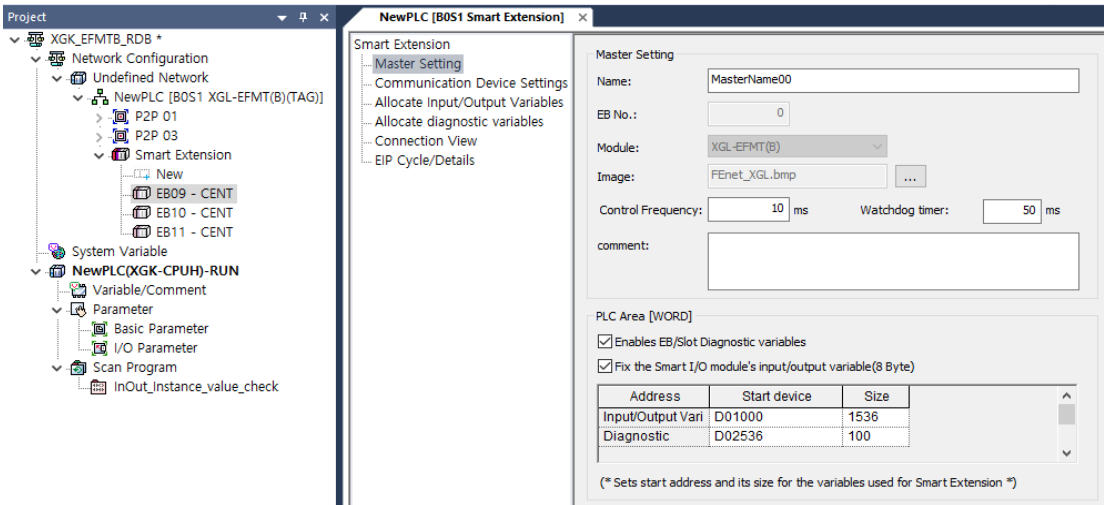 Project
XGK_EFMTB_RDB *
Network Configuration
Undefined Network
NewPLC [B0S1 XGL-EFMT(B)(TAG)]
P2P 01
P2P 03
Smart Extension
New
EB09 - CENT
EB10 - CENT
EB11 - CENT
System Variable
NewPLC(XGK-CPUH)-RUN
Variable/Comment
Parameter
Basic Parameter
I/O Parameter
Scan Program
InOut_Instance_value_check
NewPLC [B0S1 Smart Extension]
Smart Extension
Master Setting
Communication Device Settings
Allocate Input/Output Variables
Allocate diagnostic variables
Connection View
EIP Cycle/Details
Master Setting
Name: MasterName00
EB No.: 0
Module: XGL-EFMT(B)
Image: FEnet_XGL.bmp ...
Control Frequency: 10 ms Watchdog timer: 50 ms
comment:
PLC Area [WORD]
Enables EB/Slot Diagnostic variables
Fix the Smart I/O module's input/output variable(8 Byte)
Address Start device Size
Input/Output Vari D01000 1536
Diagnostic D02536 100
(* Sets start address and its size for the variables used for Smart Extension *)